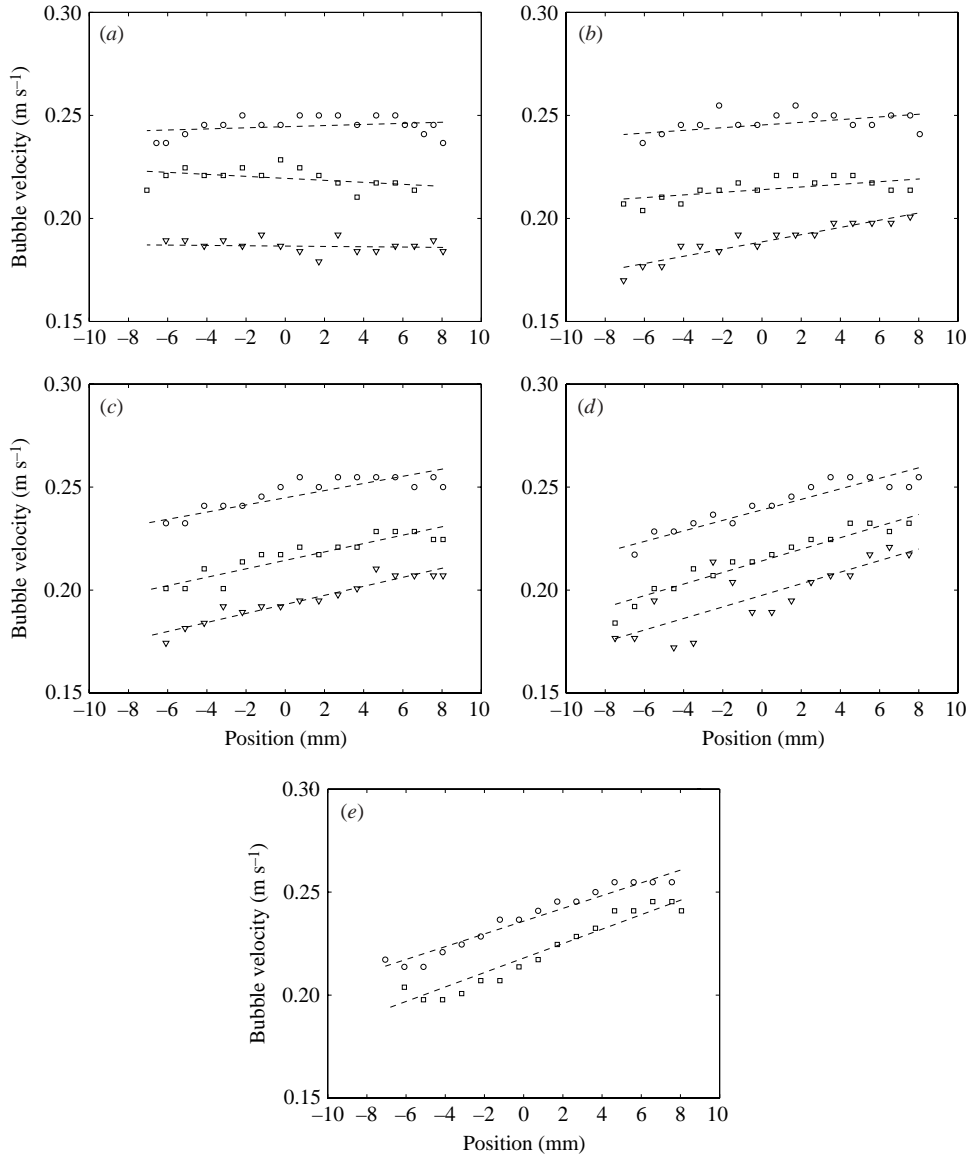 0.30
(a)
0.25
0.20
0.15
Bubble velocity (m s–1)
–10 –8 –6 –4 –2 0 2 4 6 8 10
0.30
(b)
0.25
0.20
0.15
–10 –8 –6 –4 –2 0 2 4 6 8 10
0.30
(c)
0.25
0.20
0.15
Bubble velocity (m s–1)
–10 –8 –6 –4 –2 0 2 4 6 8 10
Position (mm)
0.30
(d)
0.25
0.20
0.15
–10 –8 –6 –4 –2 0 2 4 6 8 10
Position (mm)
0.30
(e)
0.25
0.20
0.15
Bubble velocity (m s–1)
–10 –8 –6 –4 –2 0 2 4 6 8 10
Position (mm)